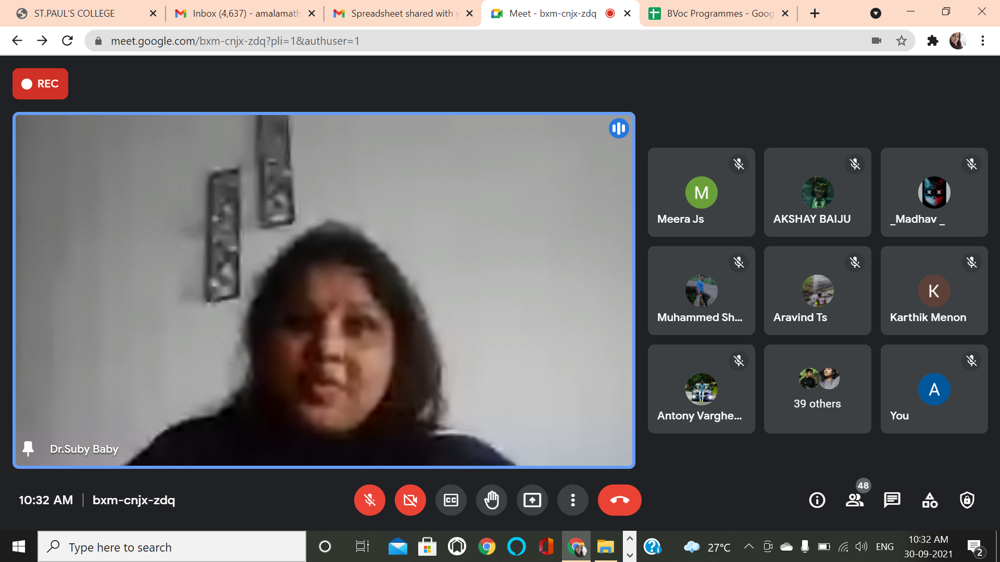 ST.PAUL'S COLLEGE
Inbox (4,637) - amalamath
Spreadsheet shared with y
Meet - bxm-cnjx-zdq
BVoc Programmes - Goog
meet.google.com/bxm-cnjx-zdq?pli=1&authuser=1
REC
M
Meera Js
AKSHAY BAIJU
_Madhav _
Muhammed Sh...
Aravind Ts
K
Karthik Menon
Antony Varghe...
39 others
A
You
Dr.Suby Baby
10:32 AM | bxm-cnjx-zdq
CC
48
Type here to search
27°C
ENG
10:32 AM
30-09-2021
2